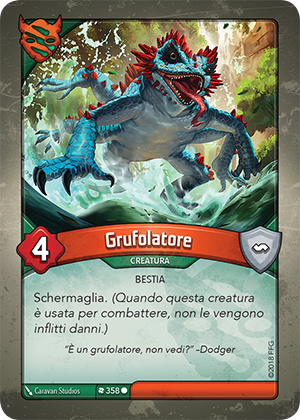 Grufolatore
CREATURA
4
BESTIA
Schermaglia. (Quando questa creatura
è usata per combattere, non le vengono
inflitti danni.)
“È un grufolatore, non vedi?” –Dodger
©2018 FFG
Caravan Studios
358